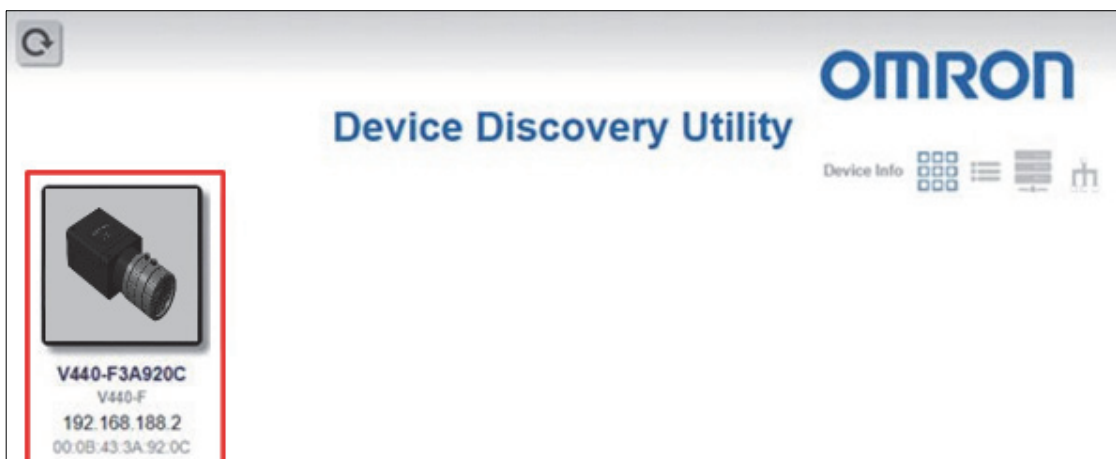 OMRON
Device Discovery Utility
Device Info
V440-F3A920C
V440-F
192.168.188.2
00:0B:43:3A:92:0C